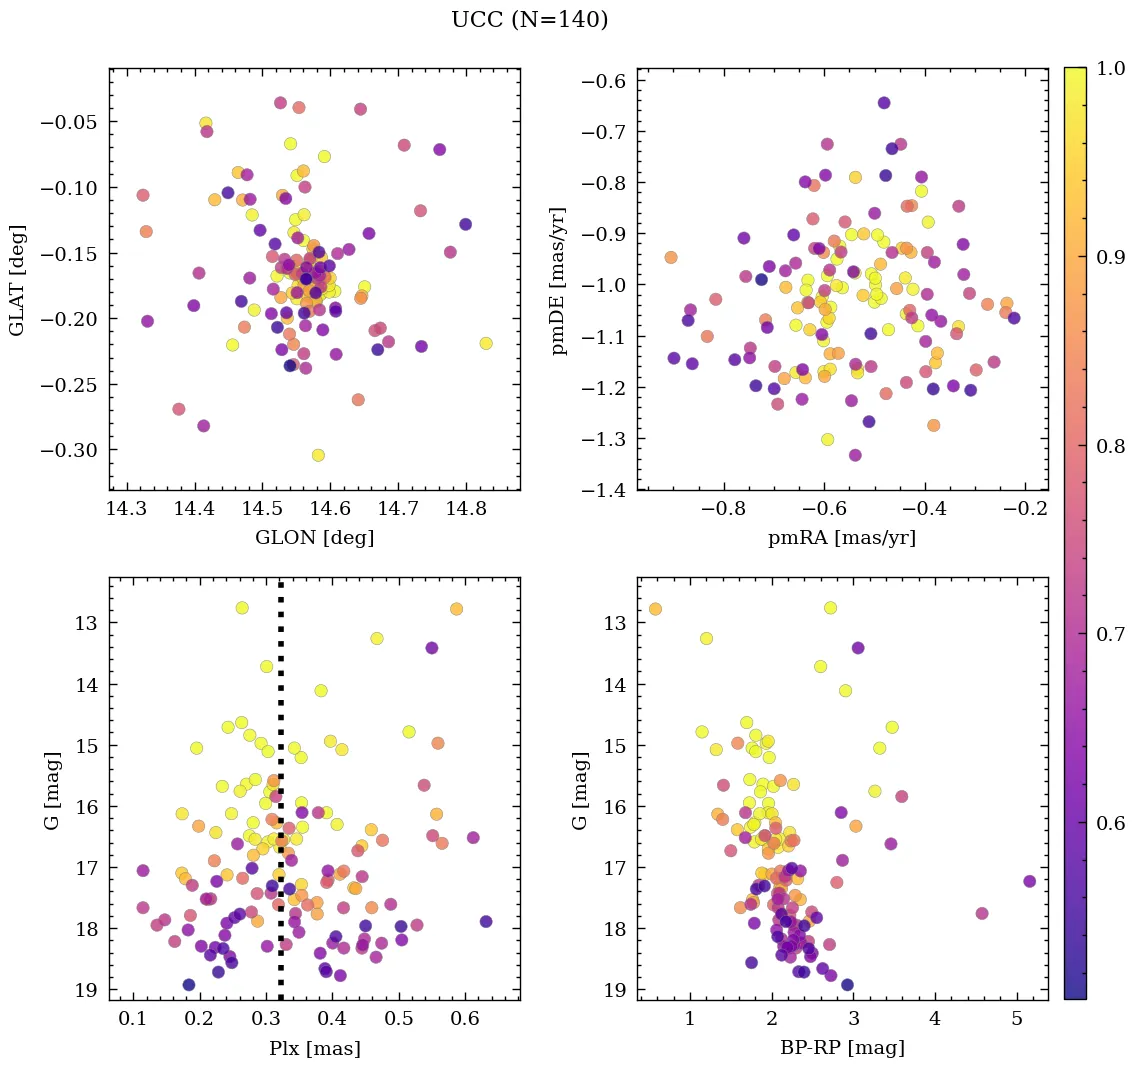 UCC (N=140)
−0.05
−0.10
−0.15
−0.20
−0.25
−0.30
GLAT [deg]
14.3 14.4 14.5 14.6 14.7 14.8
GLON [deg]
−0.6
−0.7
−0.8
−0.9
−1.0
−1.1
−1.2
−1.3
−1.4
pmDE [mas/yr]
−0.8 −0.6 −0.4 −0.2
pmRA [mas/yr]
13
14
15
16
17
18
19
G [mag]
0.1 0.2 0.3 0.4 0.5 0.6
Plx [mas]
13
14
15
16
17
18
19
G [mag]
1 2 3 4 5
BP-RP [mag]
1.0
0.9
0.8
0.7
0.6